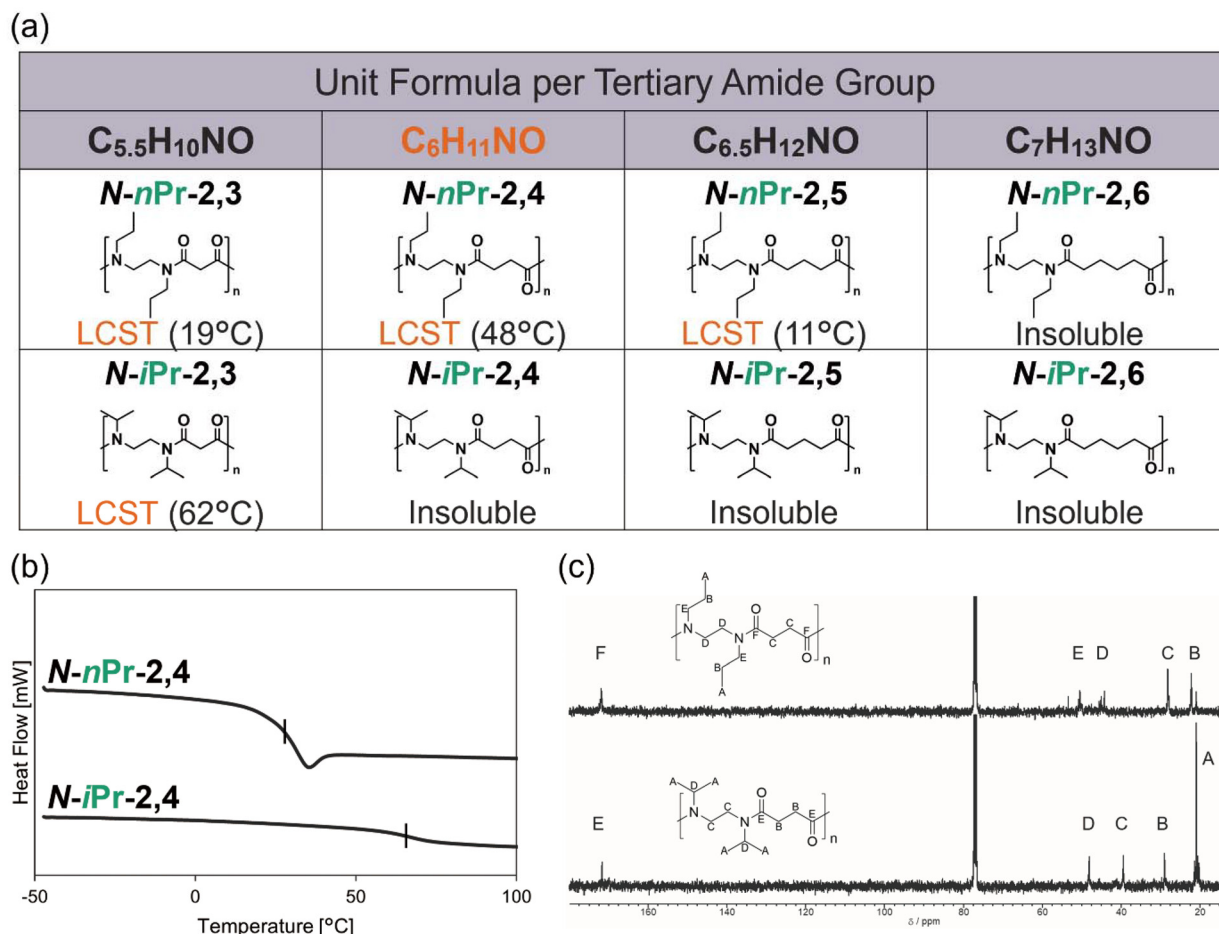 (a)
Unit Formula per Tertiary Amide Group
C5.5H10NO C6H11NO C6.5H12NO C7H13NO
N-nPr-2,3 N-nPr-2,4 N-nPr-2,5 N-nPr-2,6
O O O O O
N N N N N N N N
n n n n
O O O
LCST (19°C) LCST (48°C) LCST (11°C) Insoluble
N-iPr-2,3 N-iPr-2,4 N-iPr-2,5 N-iPr-2,6
O O O O O O
N N N N N N N N
n n n n
O O
LCST (62°C) Insoluble Insoluble Insoluble
(b)
Heat Flow [mW]
N-nPr-2,4
N-iPr-2,4
-50 0 50 100
Temperature [°C]
(c)
A
B
E O
D C F
N D N F C
D E O
B n
A
F E D C B
A
A D A
O
N C B E
C N E B O
A D A n
E D C B
160 140 120 100 80 60 40 20
δ / ppm